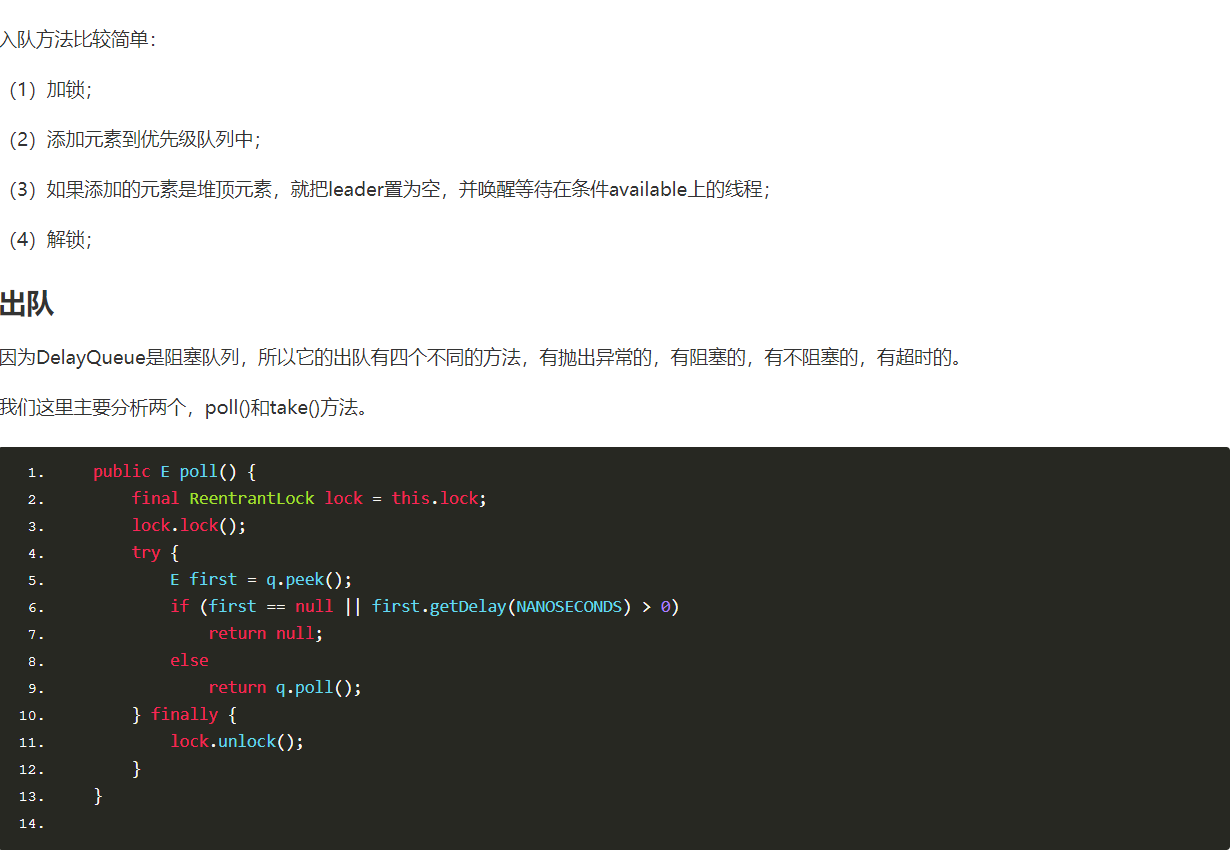 入队方法比较简单：
（1）加锁；
（2）添加元素到优先级队列中；
（3）如果添加的元素是堆顶元素，就把leader置为空，并唤醒等待在条件available上的线程；
（4）解锁；
出队
因为DelayQueue是阻塞队列，所以它的出队有四个不同的方法，有抛出异常的，有阻塞的，有不阻塞的，有超时的。
我们这里主要分析两个，poll()和take()方法。
1. public E poll() {
2. final ReentrantLock lock = this.lock;
3. lock.lock();
4. try {
5. E first = q.peek();
6. if (first == null || first.getDelay(NANOSECONDS) > 0)
7. return null;
8. else
9. return q.poll();
10. } finally {
11. lock.unlock();
12. }
13. }
14.